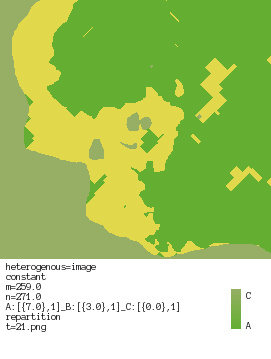 heterogenous=image
constant
m=259.0
n=271.0
A:[{7.0},1]_B:[{3.0},1]_C:[{0.0},1]
repartition
t=21.png
C
A